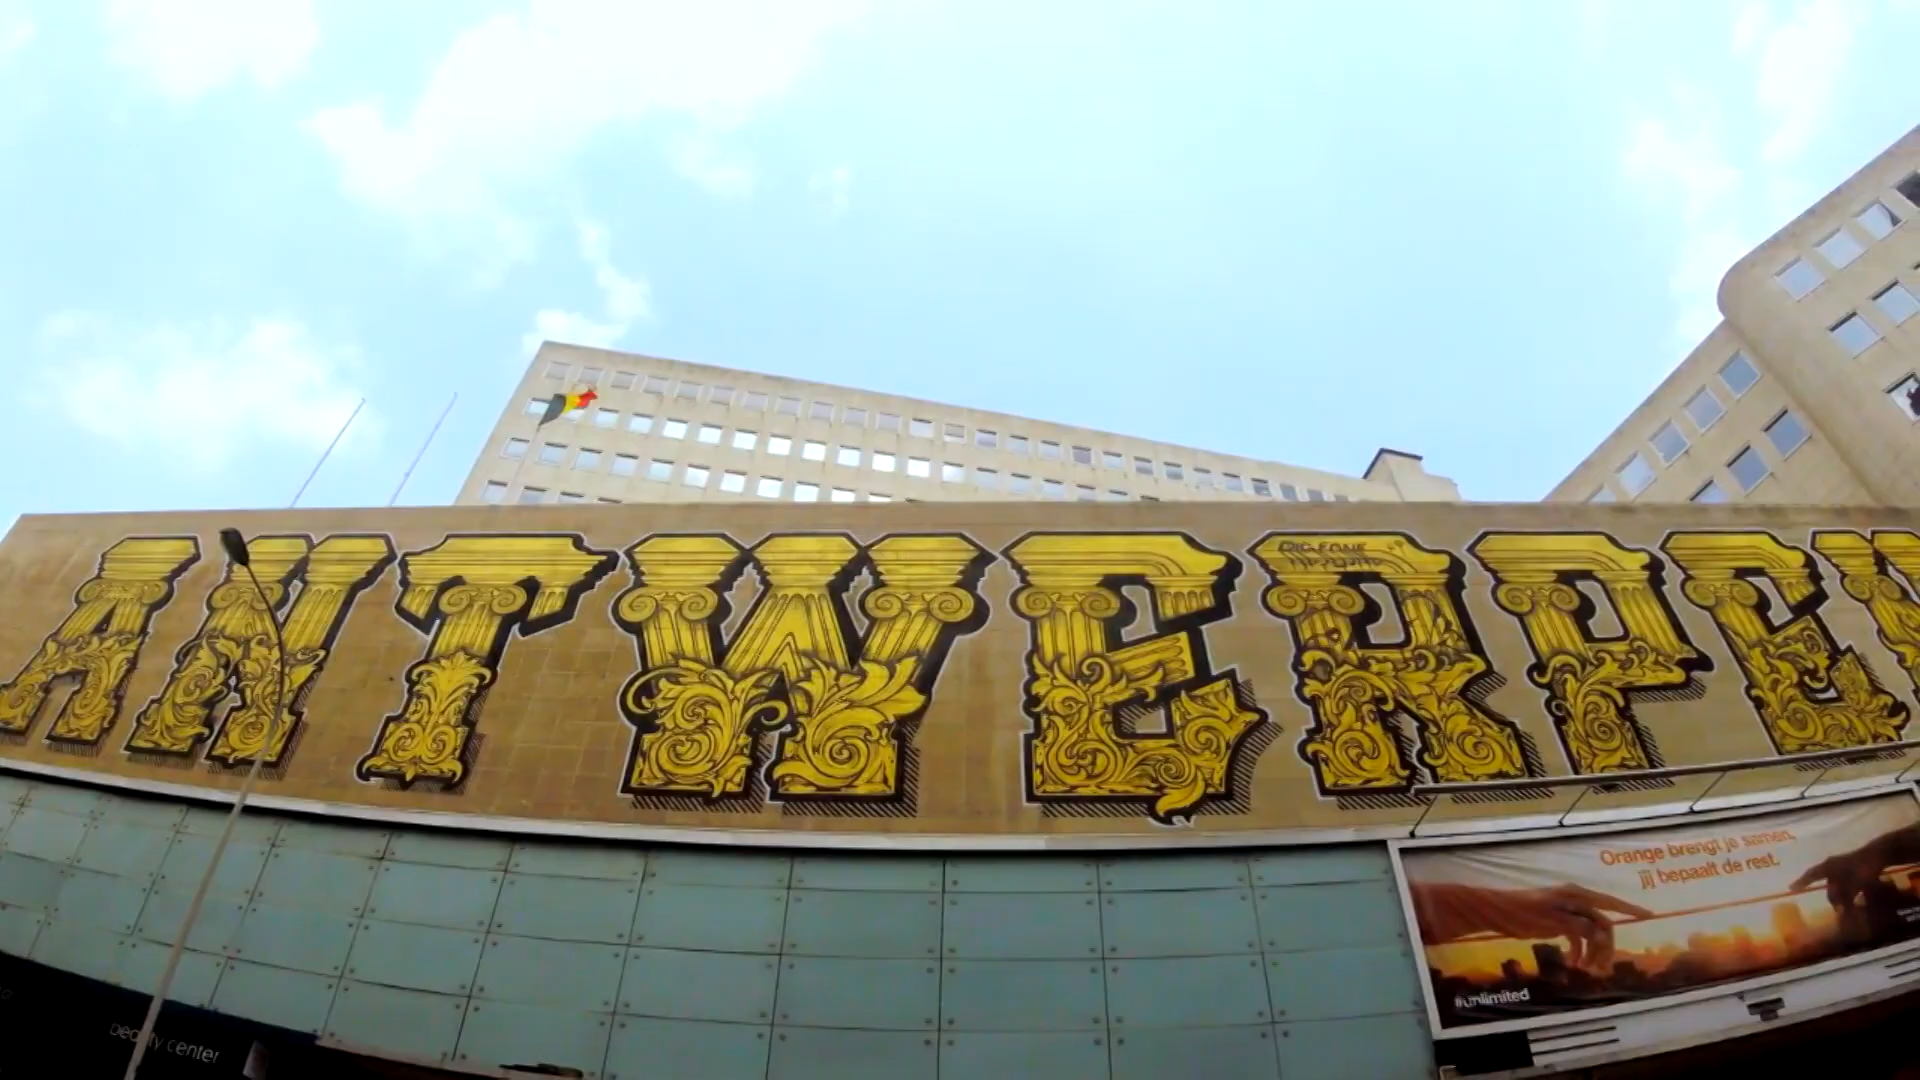 ANTWERPEN
Orange brengt je samen,
jij bepaalt de rest.
#unlimited
beauty center